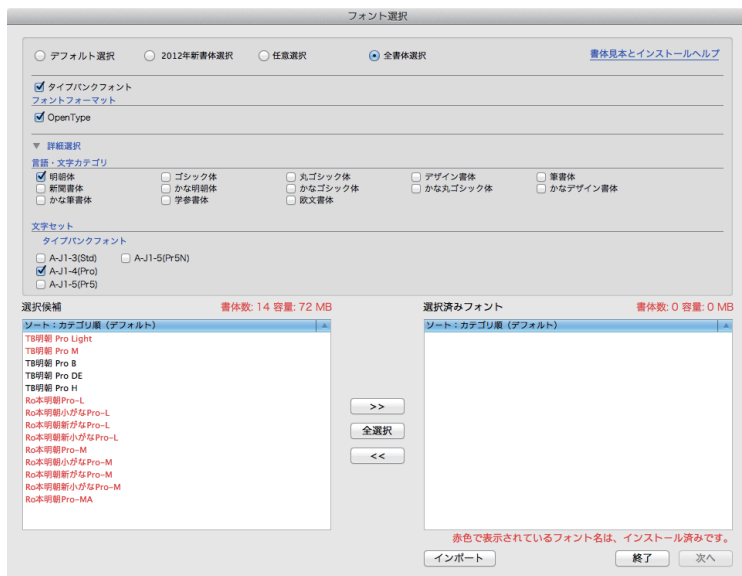 フォント選択
デフォルト選択 2012年新書体選択 任意選択 全書体選択 書体見本とインストールヘルプ
タイプバンクフォント
フォントフォーマット
OpenType
▼ 詳細選択
言語・文字カテゴリ
明朝体 ゴシック体 丸ゴシック体 デザイン書体 筆書体
新聞書体 かな明朝体 かなゴシック体 かな丸ゴシック体 かなデザイン書体
かな筆書体 学参書体 欧文書体
文字セット
タイプバンクフォント
A-J1-3(Std) A-J1-5(Pr5N)
A-J1-4(Pro)
A-J1-5(Pr5)
選択候補 書体数: 14 容量: 72 MB 選択済みフォント 書体数: 0 容量: 0 MB
ソート：カテゴリ順（デフォルト） ソート：カテゴリ順（デフォルト）
TB明朝 Pro Light
TB明朝 Pro M
TB明朝 Pro B
TB明朝 Pro DE
TB明朝 Pro H
Ro本明朝Pro-L
Ro本明朝小がなPro-L
Ro本明朝新がなPro-L
Ro本明朝新小がなPro-L
Ro本明朝Pro-M
Ro本明朝小がなPro-M
Ro本明朝新がなPro-M
Ro本明朝新小がなPro-M
Ro本明朝Pro-MA
>>
全選択
<<
赤色で表示されているフォント名は、インストール済みです。
インポート 終了 次へ